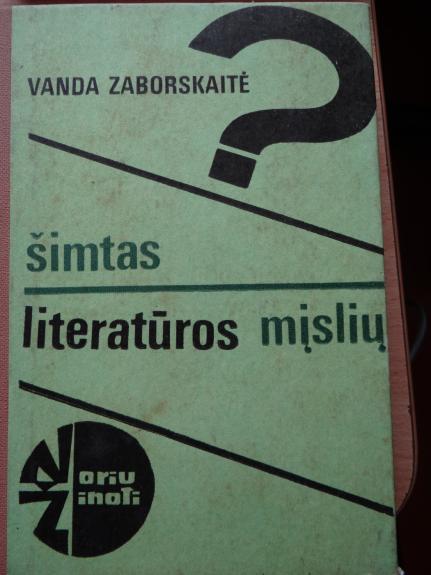 VANDA ZABORSKAITĖ
šimtas
literatūros mįslių
Noriu
Žinoti